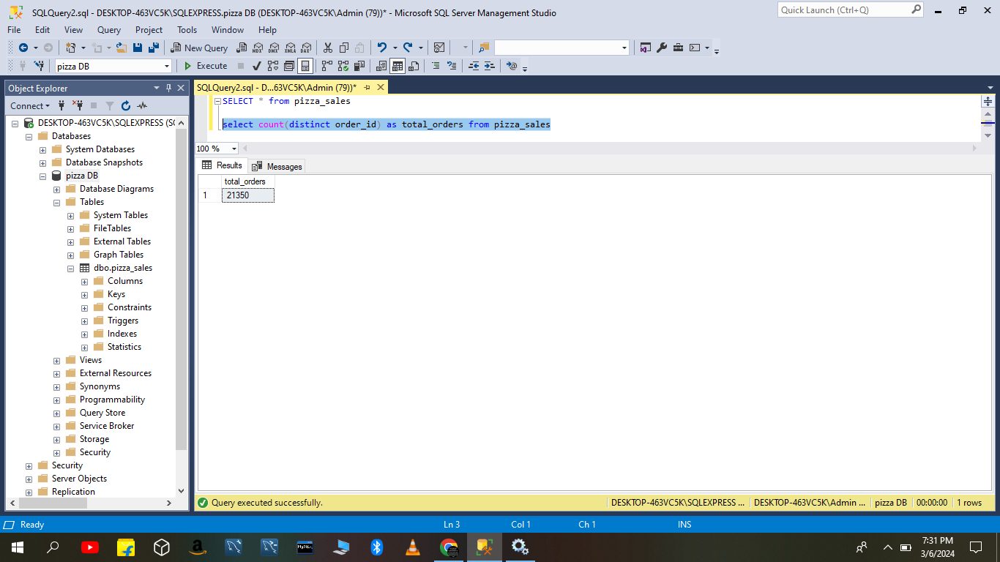 SQLQuery2.sql - DESKTOP-463VC5K\SQLEXPRESS.pizza DB (DESKTOP-463VC5K\Admin (79))* - Microsoft SQL Server Management Studio
Quick Launch (Ctrl+Q)
File Edit View Query Project Tools Window Help
New Query MDX DMX XMLA DAX
pizza DB Execute
Object Explorer
SQLQuery2.sql - D...63VC5K\Admin (79))*
Connect
DESKTOP-463VC5K\SQLEXPRESS (SQ
Databases
System Databases
Database Snapshots
pizza DB
Database Diagrams
Tables
System Tables
FileTables
External Tables
Graph Tables
dbo.pizza_sales
Columns
Keys
Constraints
Triggers
Indexes
Statistics
Views
External Resources
Synonyms
Programmability
Query Store
Service Broker
Storage
Security
Security
Server Objects
Replication
SELECT * from pizza_sales
select count(distinct order_id) as total_orders from pizza_sales
100 %
Results Messages
total_orders
1 21350
Query executed successfully.
DESKTOP-463VC5K\SQLEXPRESS ... DESKTOP-463VC5K\Admin ... pizza DB 00:00:00 1 rows
Ready Ln 3 Col 1 Ch 1 INS
MySQL
7:31 PM
3/6/2024